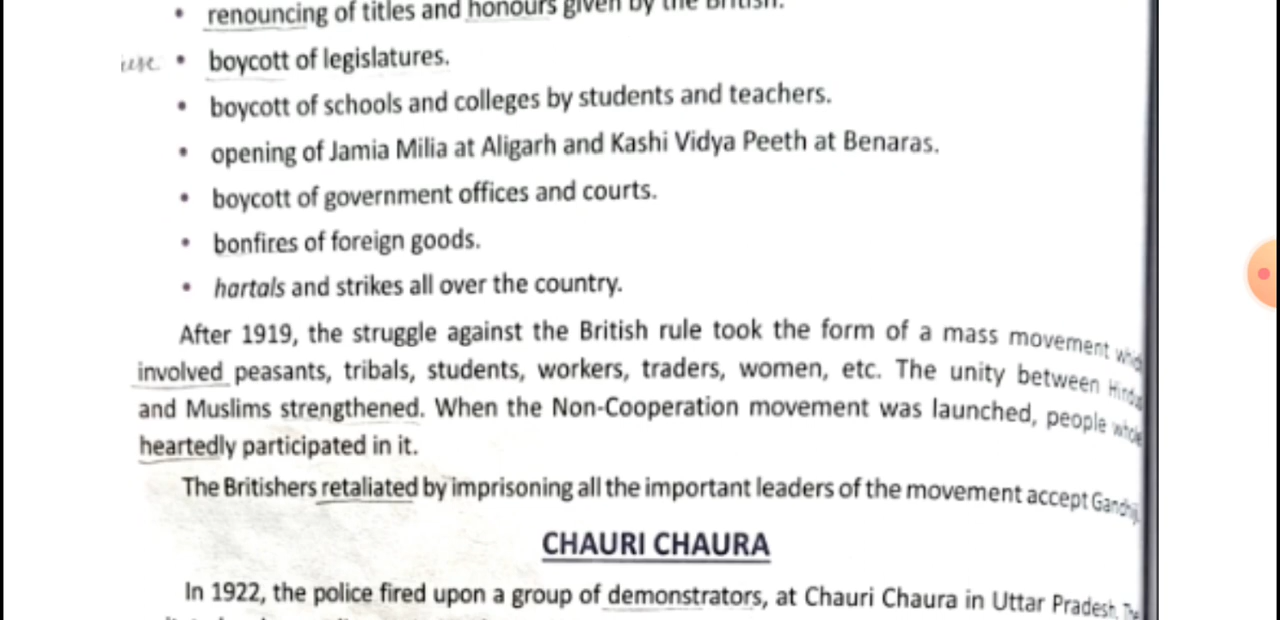 • renouncing of titles and honours given by the British.
• boycott of legislatures.
• boycott of schools and colleges by students and teachers.
• opening of Jamia Milia at Aligarh and Kashi Vidya Peeth at Benaras.
• boycott of government offices and courts.
• bonfires of foreign goods.
• hartals and strikes all over the country.
After 1919, the struggle against the British rule took the form of a mass movement
involved peasants, tribals, students, workers, traders, women, etc. The unity between
and Muslims strengthened. When the Non-Cooperation movement was launched, people
heartedly participated in it.
The Britishers retaliated by imprisoning all the important leaders of the movement accept
CHAURI CHAURA
In 1922, the police fired upon a group of demonstrators, at Chauri Chaura in Uttar Pradesh. The